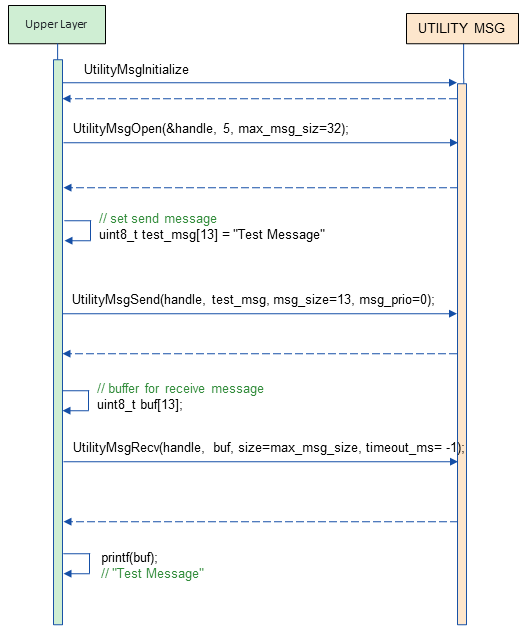 Upper Layer
UTILITY MSG
UtilityMsgInitialize
UtilityMsgOpen(&handle, 5, max_msg_siz=32);
// set send message
uint8_t test_msg[13] = "Test Message"
UtilityMsgSend(handle, test_msg, msg_size=13, msg_prio=0);
// buffer for receive message
uint8_t buf[13];
UtilityMsgRecv(handle, buf, size=max_msg_size, timeout_ms= -1);
printf(buf);
// "Test Message"